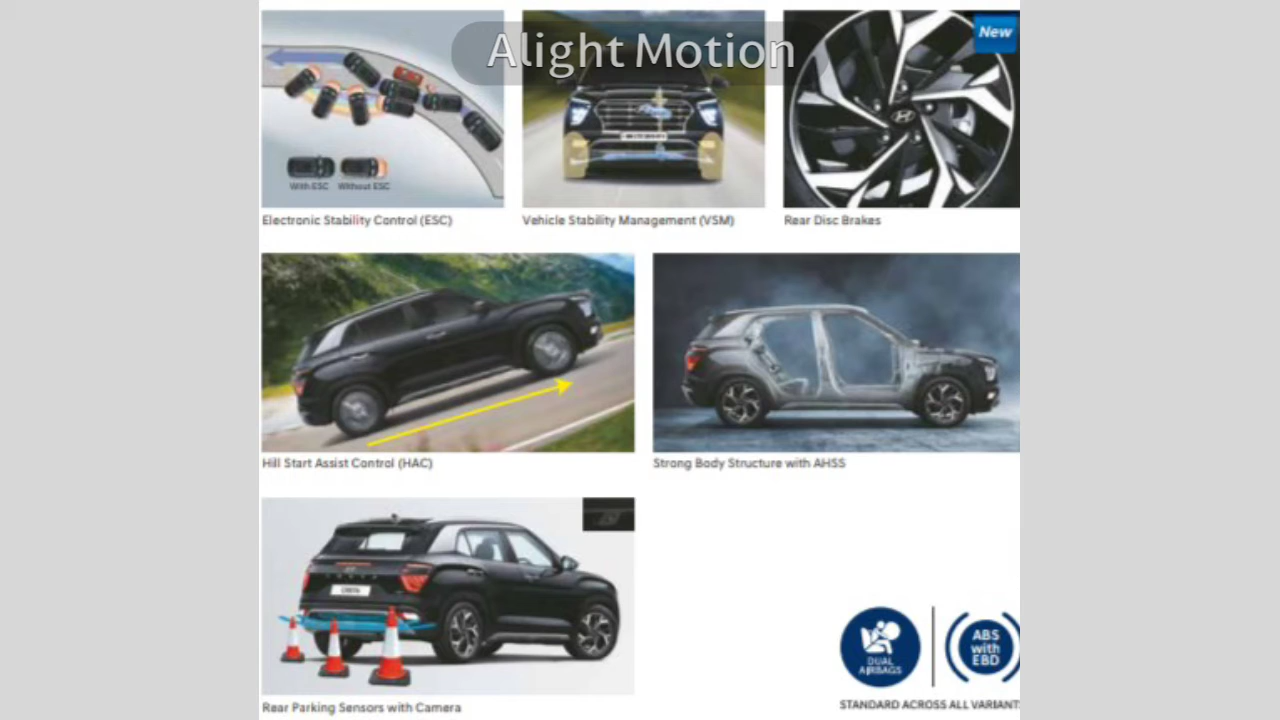 Alight Motion
New
With ESC Without ESC
Electronic Stability Control (ESC)
Vehicle Stability Management (VSM)
Rear Disc Brakes
Hill Start Assist Control (HAC)
Strong Body Structure with AHSS
CRETA
Rear Parking Sensors with Camera
DUAL
AIRBAGS
ABS
with
EBD
STANDARD ACROSS ALL VARIANT